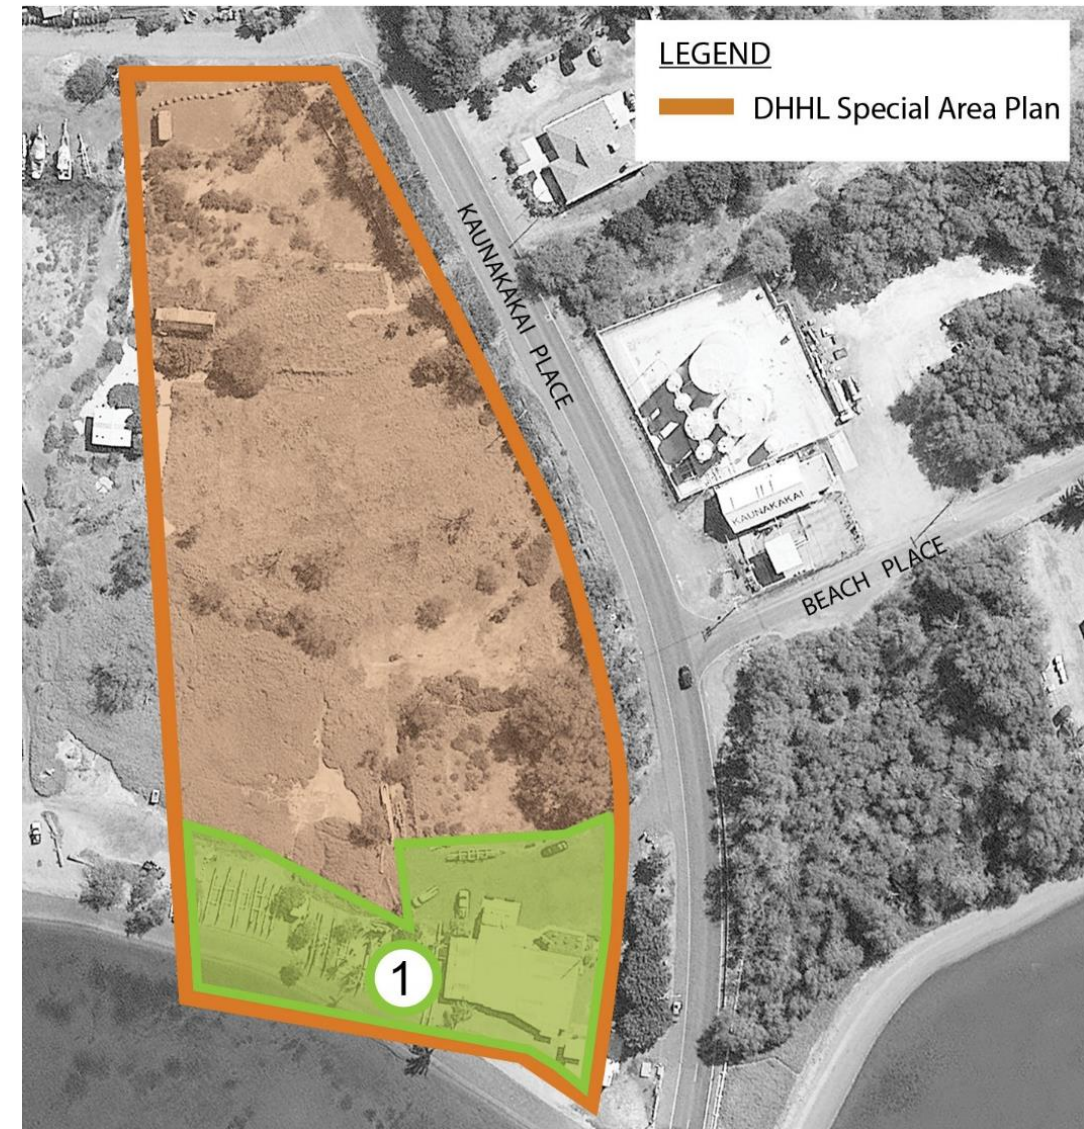 LEGEND
DHHL Special Area Plan
KAUNAKAKAI PLACE
KAUNAKAKAI
BEACH PLACE
1